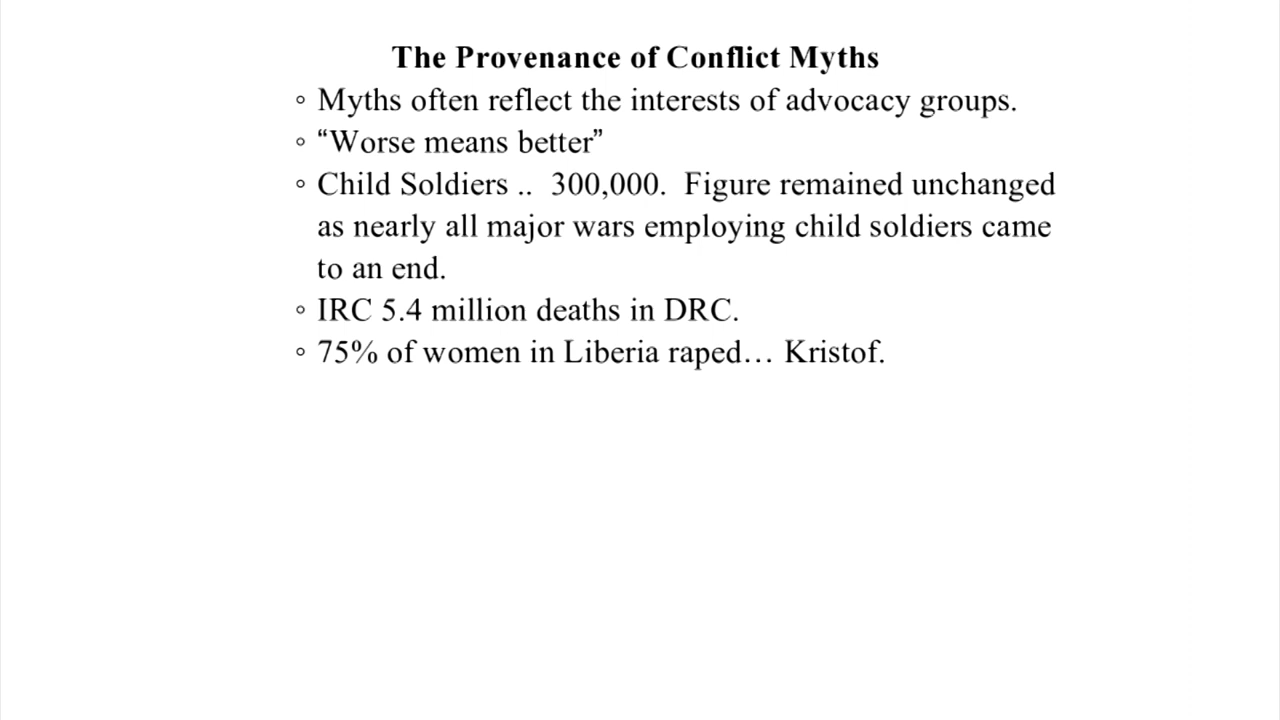 The Provenance of Conflict Myths
◦ Myths often reflect the interests of advocacy groups.
◦ “Worse means better”
◦ Child Soldiers ..  300,000.  Figure remained unchanged
as nearly all major wars employing child soldiers came
to an end.
◦ IRC 5.4 million deaths in DRC.
◦ 75% of women in Liberia raped… Kristof.